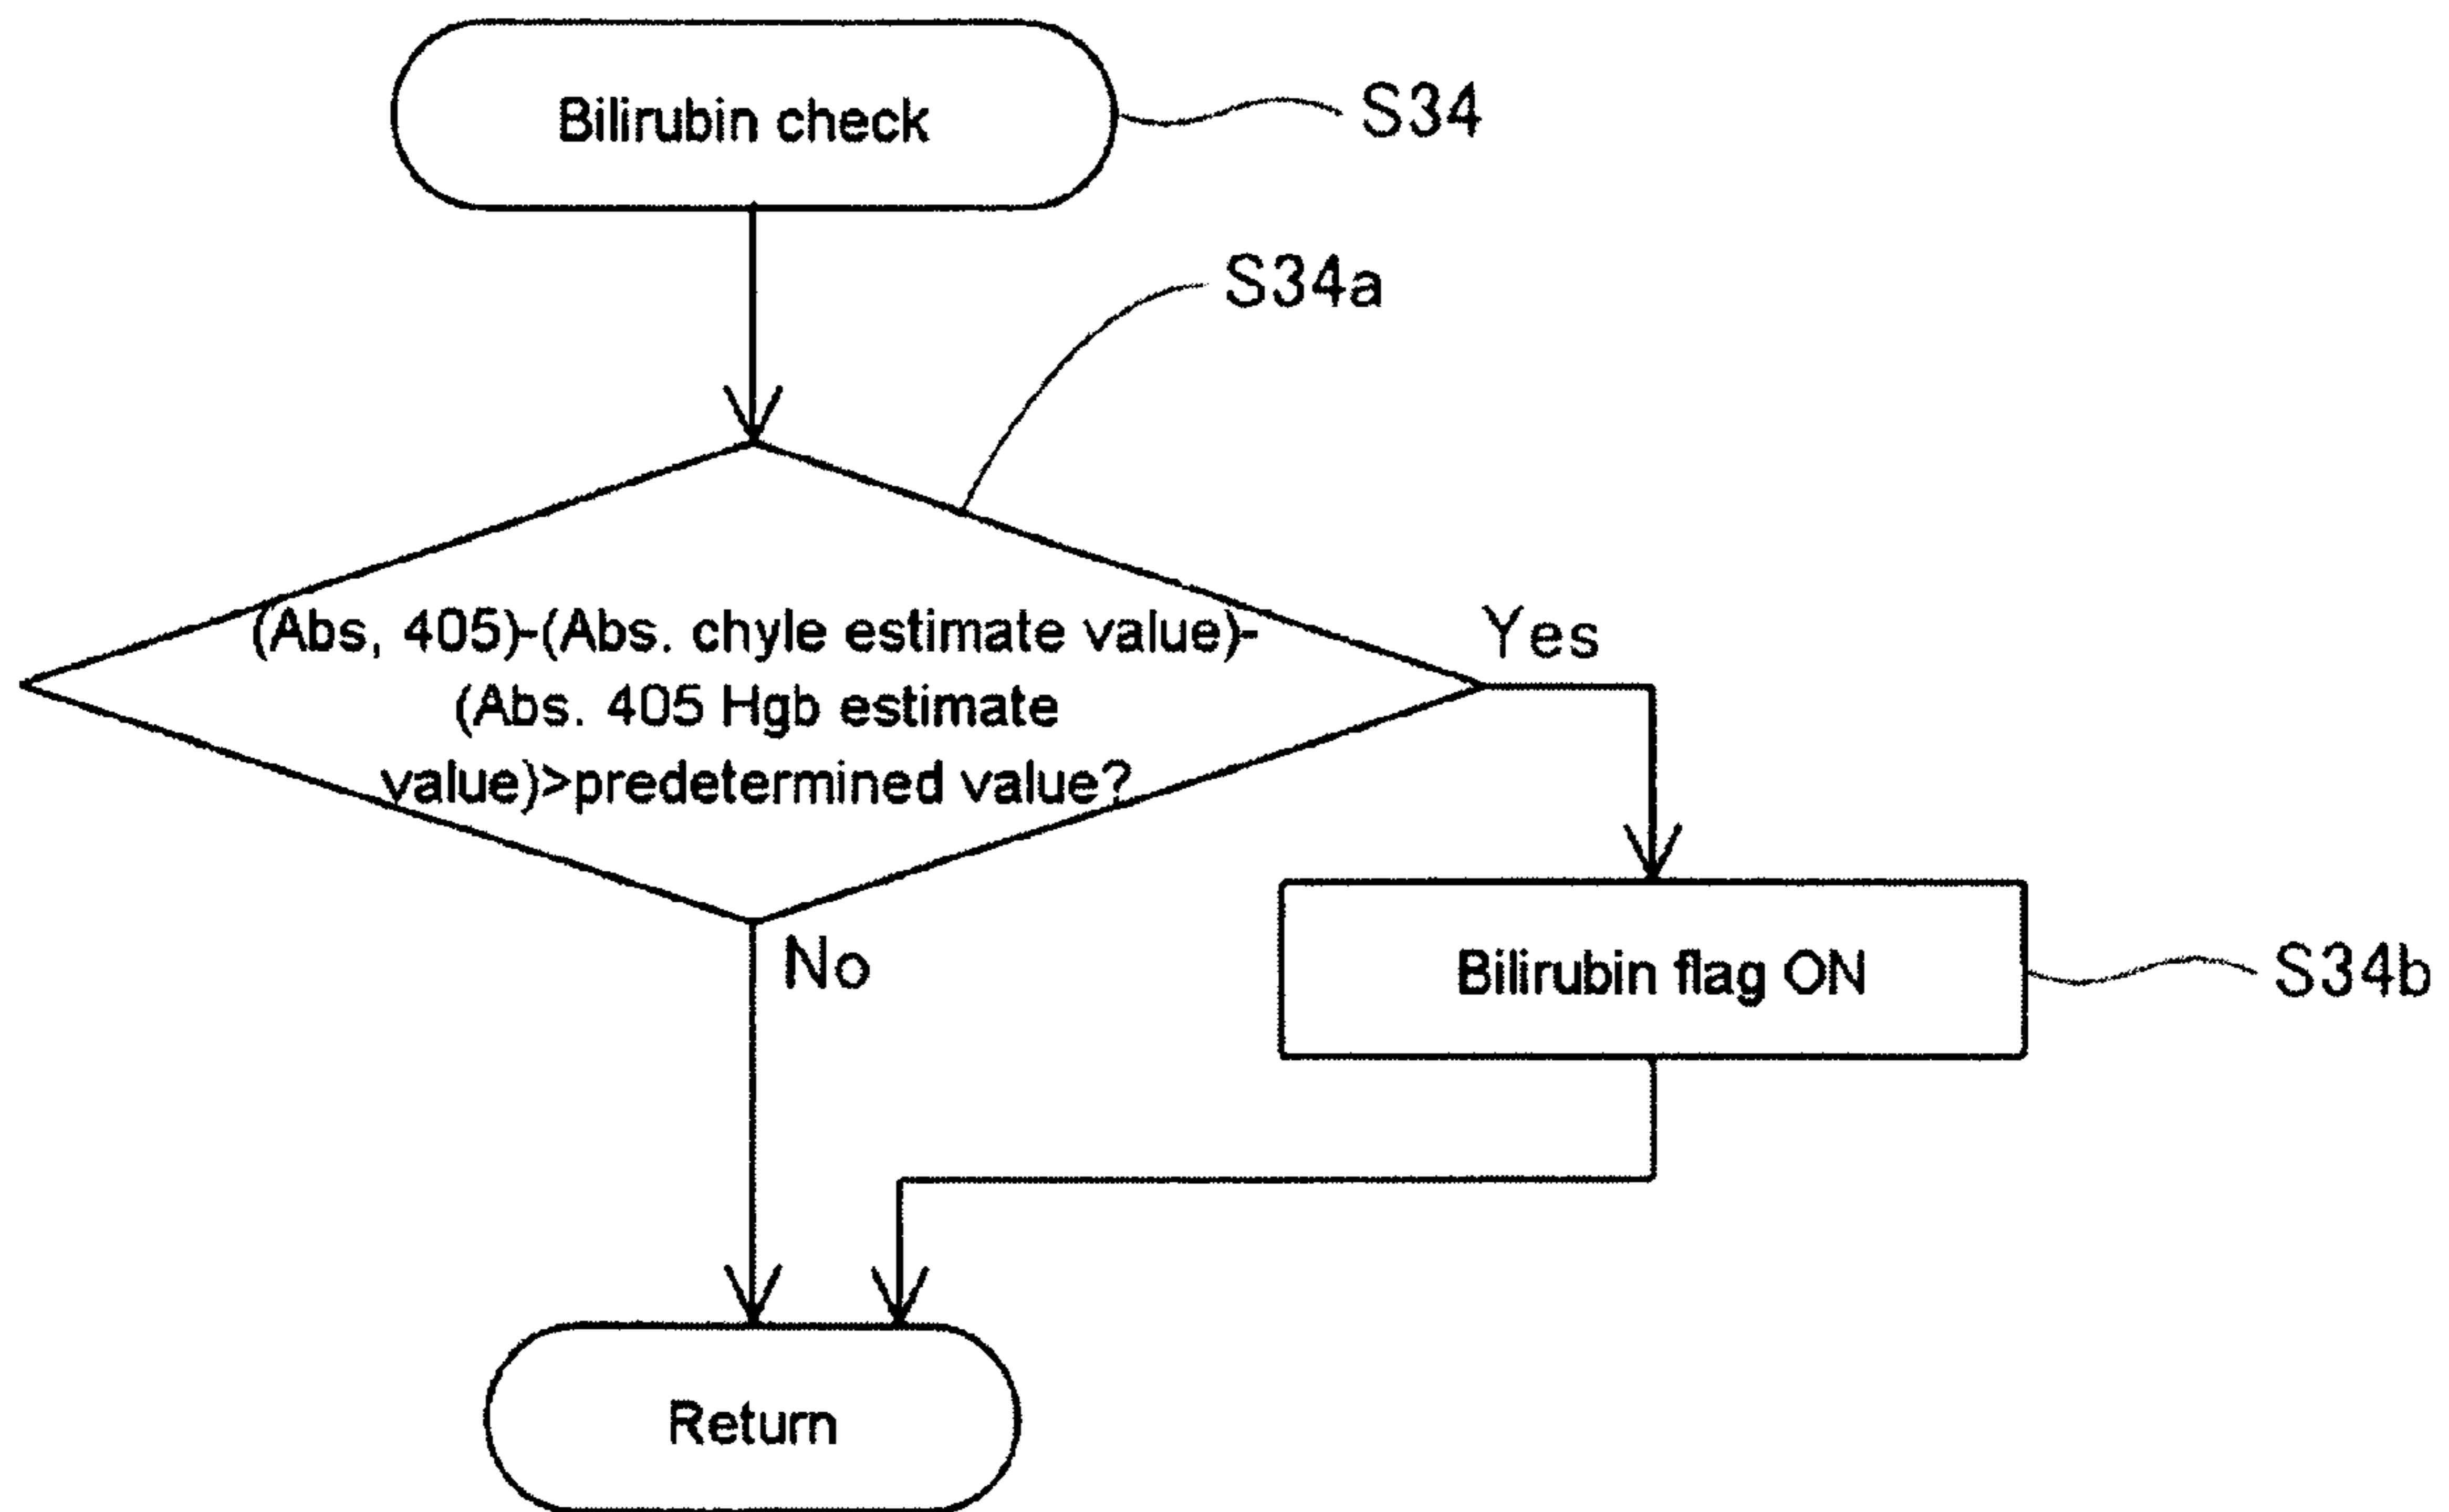 Bilirubin check
S34
S34a
(Abs, 405)-(Abs. chyle estimate value)-
(Abs. 405 Hgb estimate
value)>predetermined value?
Yes
No
Bilirubin flag ON
S34b
Return